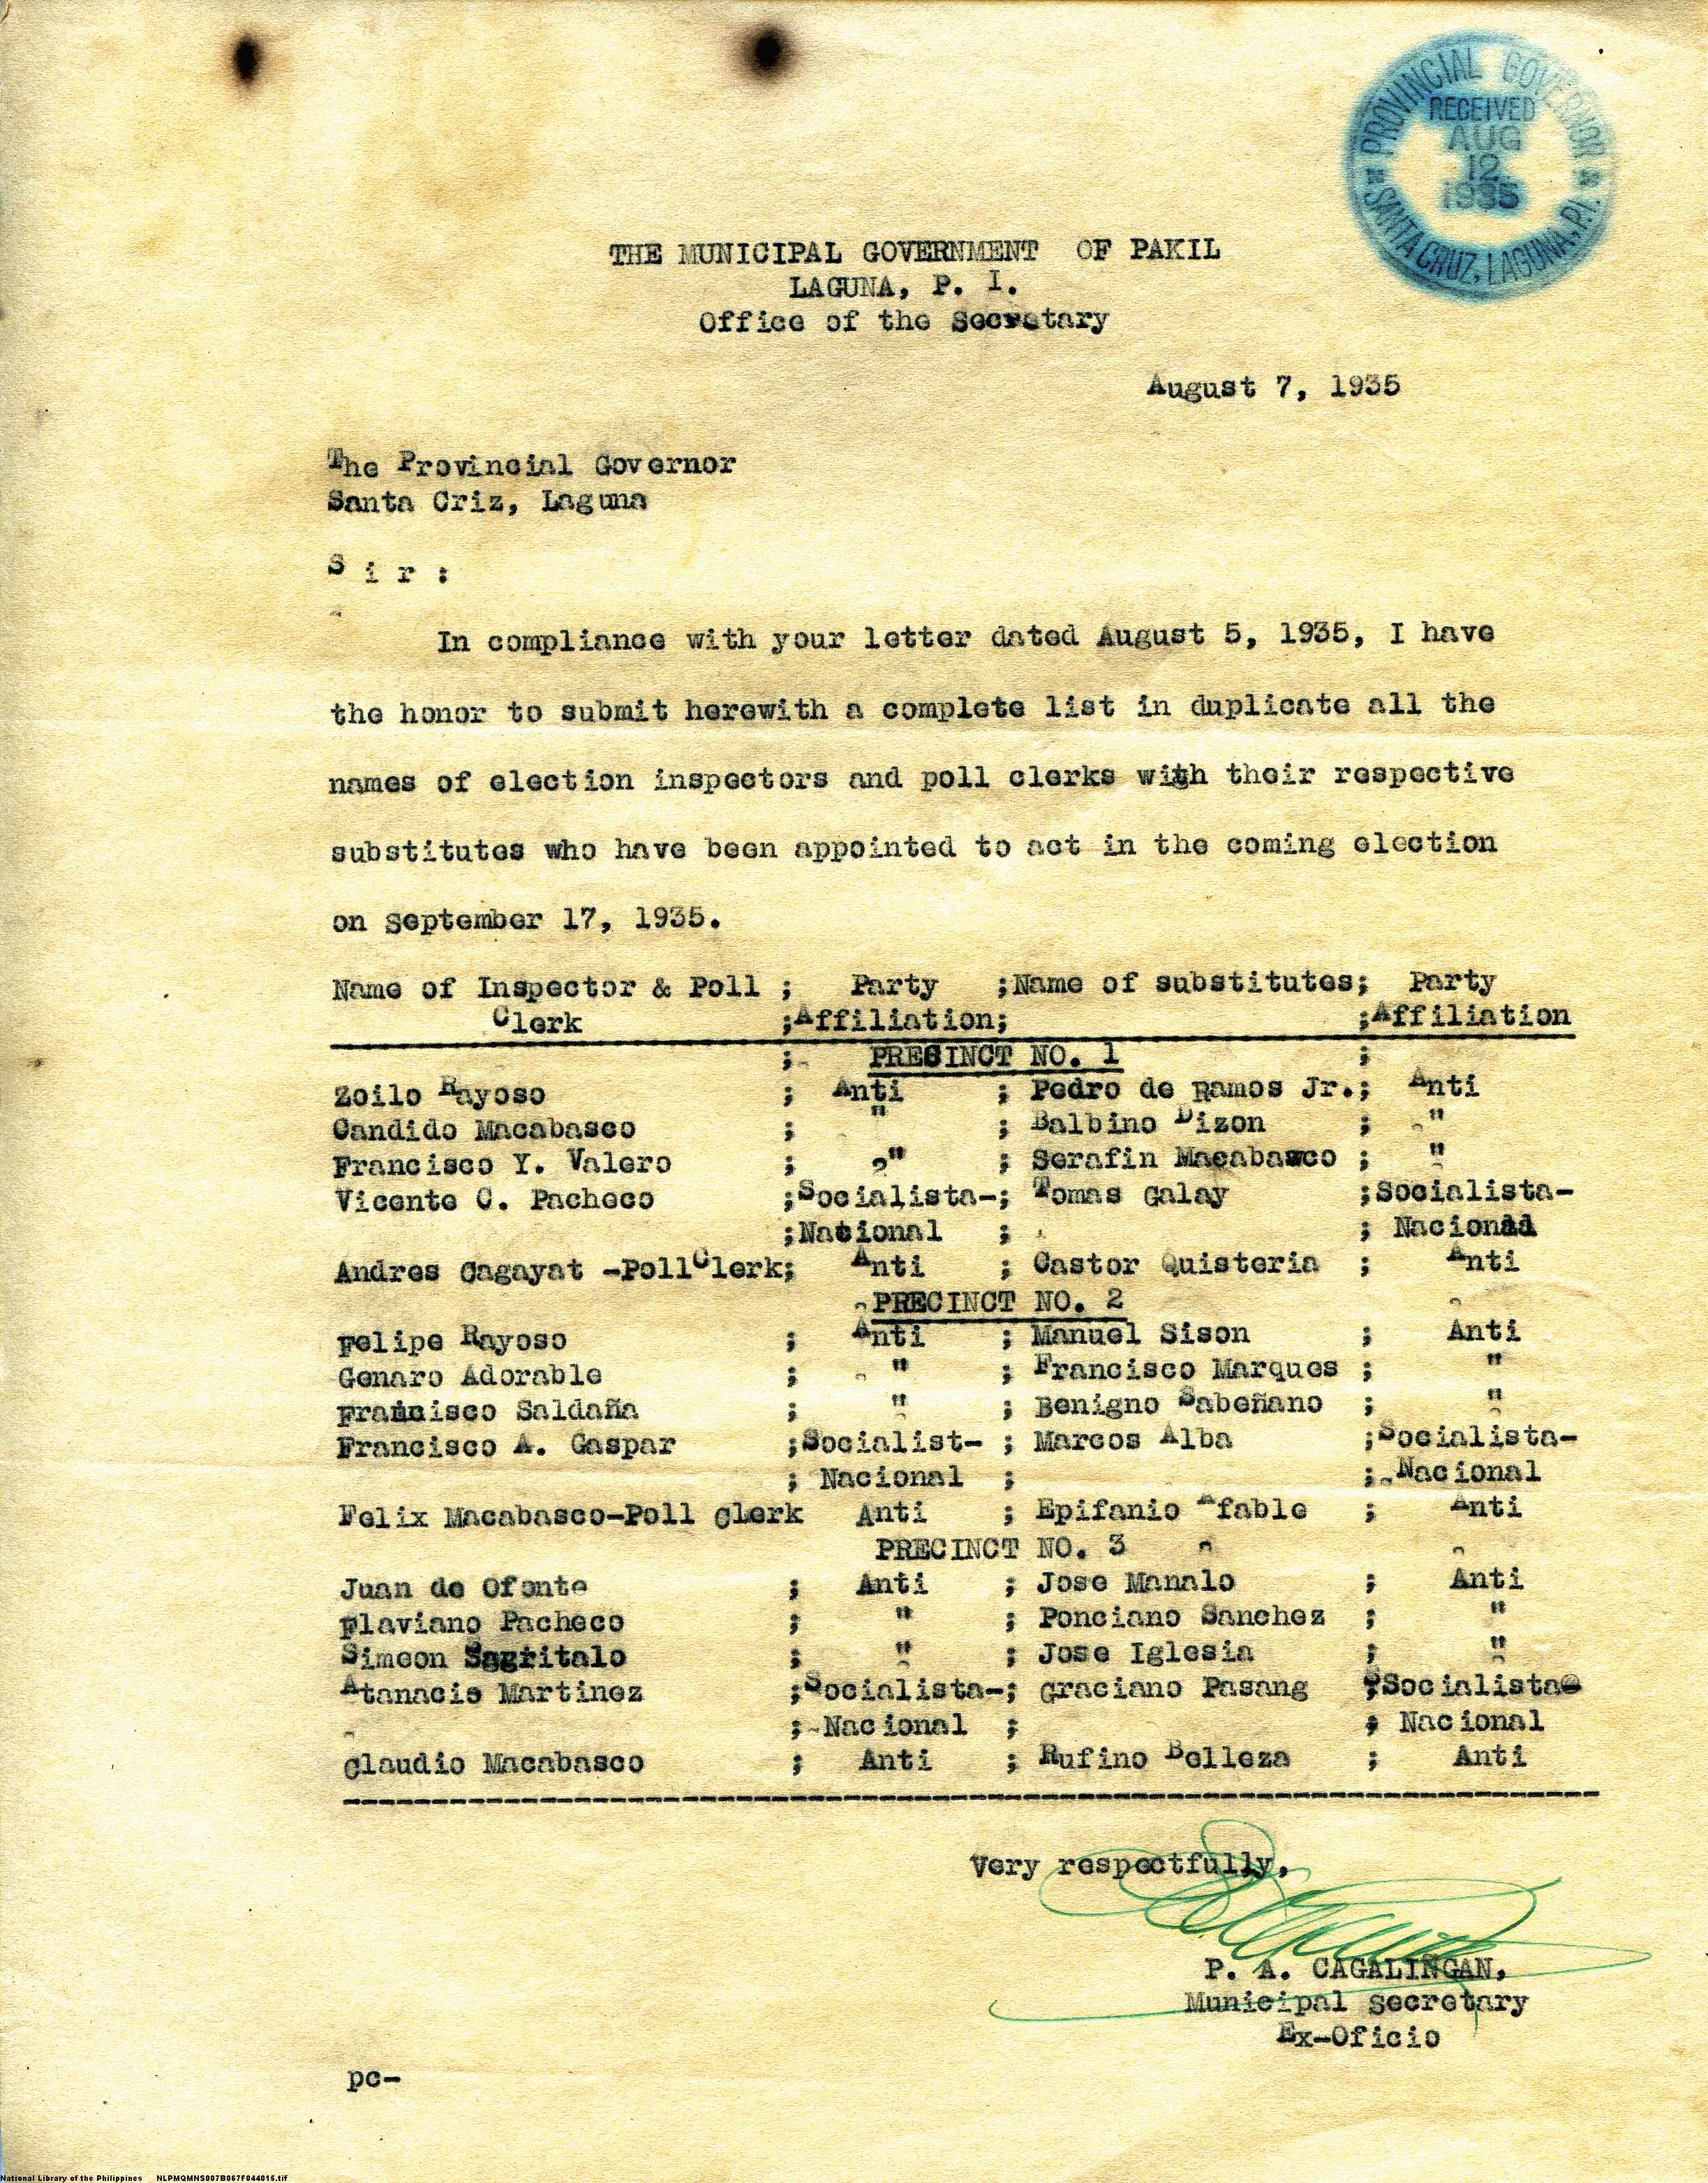 PROVINCIAL GOVERNOR
RECEIVED
AUG
12
1935
SANTA CRUZ, LAGUNA, P.I.
THE MUNICIPAL GOVERNMENT OF PAKIL
LAGUNA, P. I.
Office of the Secretary
August 7, 1935
The Provincial Governor
Santa Criz, Laguna
S i r :
In compliance with your letter dated August 5, 1935, I have
the honor to submit herewith a complete list in duplicate all the
names of election inspectors and poll clerks with their respective
substitutes who have been appointed to act in the coming election
on September 17, 1935.
Name of Inspector & Poll ; Party ;Name of substitutes; Party
Clerk ;Affiliation; ;Affiliation
; PRECINCT NO. 1 ;
Zoilo Rayoso ; Anti ; Pedro de Ramos Jr.; Anti
Candido Macabasco ; " ; Balbino Dizon ; "
Francisco Y. Valero ; " ; Serafin Macabasco ; "
Vicente C. Pacheco ;Socialista-; Tomas Galay ;Socialista-
;National ; ; Nacional
Andres Cagayat -PollClerk; Anti ; Castor Quisteria ; Anti
PRECINCT NO. 2
Felipe Rayoso ; Anti ; Manuel Sison ; Anti
Genaro Adorable ; " ; Francisco Marques ; "
Francisco Saldaña ; " ; Benigno Sabeñano ; "
Francisco A. Gaspar ;Socialist- ; Marcos Alba ;Socialista-
; Nacional ; ; Nacional
Felix Macabasco-Poll Clerk Anti ; Epifanio Afable ; Anti
PRECINCT NO. 3
Juan de Ofonte ; Anti ; Jose Manalo ; Anti
Flaviano Pacheco ; " ; Ponciano Sanchez ; "
Simeon Sagritalo ; " ; Jose Iglesia ; "
Atanacio Martinez ;Socialista-; Graciano Pasang ;Socialista-
; Nacional ; ; Nacional
Claudio Macabasco ; Anti ; Rufino Belleza ; Anti
Very respectfully,
P. A. CAGALIÑGAN,
Municipal Secretary
Ex-Oficio
pc-
National Library of the Philippines NLPMQMNS007B067F044015.tif